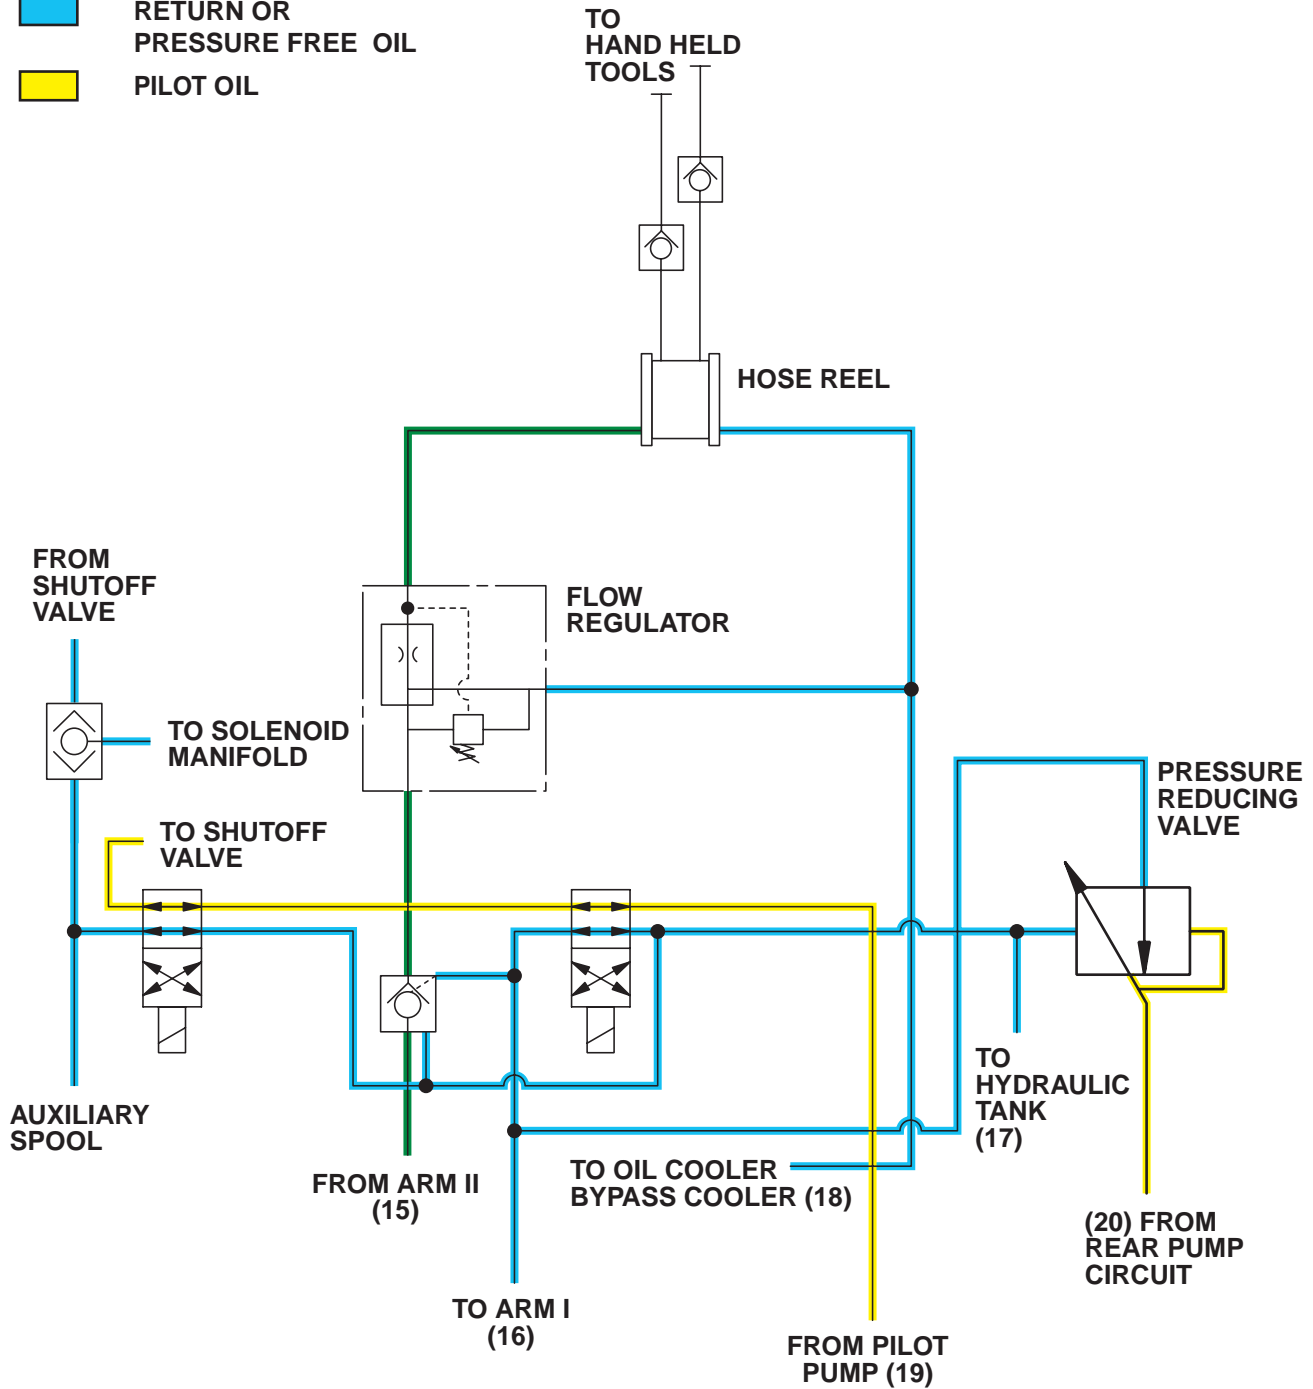 RETURN OR
PRESSURE FREE OIL
PILOT OIL
TO
HAND HELD
TOOLS
HOSE REEL
FROM
SHUTOFF
VALVE
FLOW
REGULATOR
TO SOLENOID
MANIFOLD
PRESSURE
REDUCING
VALVE
TO SHUTOFF
VALVE
TO
HYDRAULIC
TANK
(17)
AUXILIARY
SPOOL
FROM ARM II
(15)
TO OIL COOLER
BYPASS COOLER (18)
(20) FROM
REAR PUMP
CIRCUIT
TO ARM I
(16)
FROM PILOT
PUMP (19)